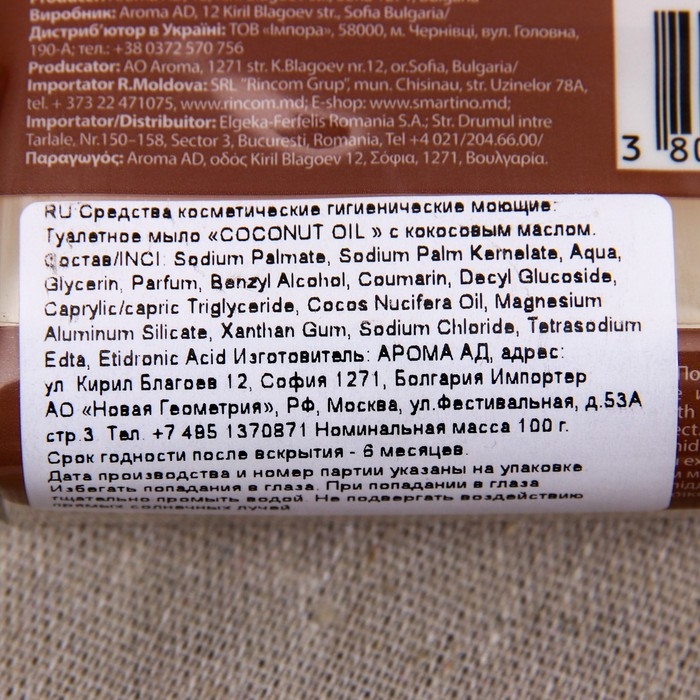 Виробник: Aroma AD, 12 Kiril Blagoev str., Sofia Bulgaria/
Дистриб’ютор в Україні: ТОВ «Імпора», 58000, м. Чернівці, вул. Головна,
190-А; тел.: +38 0372 570 756
Producator: AO Aroma, 1271 str. K.Blagoev nr.12, or.Sofia, Bulgaria/
Importator R.Moldova: SRL "Rincom Grup", mun. Chisinau, str. Uzinelor 78A,
tel. + 373 22 471075, www.rincom.md; E-shop: www.smartino.md;
Importator/Distribuitor: Elgeka-Ferfelis Romania S.A.; Str. Drumul intre
Tarlale, Nr.150–158, Sector 3, Bucuresti, Romania, Tel +4 021/204.66.00/
Παραγωγός: Aroma AD, οδός Kiril Blagoev 12, Σόφια, 1271, Βουλγαρία.
3 80
RU Средства косметические гигиенические моющие:
Туалетное мыло «COCONUT OIL » с кокосовым маслом.
Состав/INCI: Sodium Palmate, Sodium Palm Kernelate, Aqua,
Glycerin, Parfum, Benzyl Alcohol, Coumarin, Decyl Glucoside,
Caprylic/capric Triglyceride, Cocos Nucifera Oil, Magnesium
Aluminum Silicate, Xanthan Gum, Sodium Chloride, Tetrasodium
Edta, Etidronic Acid Изготовитель: АРОМА АД, адрес:
ул Кирил Благоев 12, София 1271, Болгария Импортер
АО «Новая Геометрия», РФ, Москва, ул.Фестивальная, д.53А
стр.3 Тел. +7 495 1370871 Номинальная масса 100 г.
Срок годности после вскрытия - 6 месяцев.
Дата производства и номер партии указаны на упаковке
Избегать попадания в глаза. При попадании в глаза
тщательно промыть водой. Не подвергать воздействию
прямых солнечных лучей